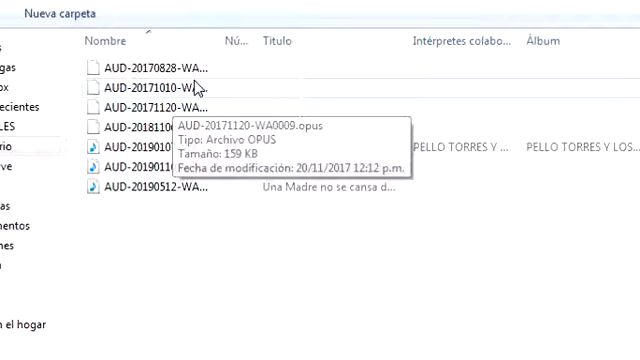 Nueva carpeta
Nombre Nú... Titulo Intérpretes colabo... Álbum
gas AUD-20170828-WA...
ox AUD-20171010-WA...
ecientes AUD-20171120-WA...
LES AUD-2018110
AUD-20171120-WA0009.opus
Tipo: Archivo OPUS
Tamaño: 159 KB
Fecha de modificación: 20/11/2017 12:12 p.m.
rio AUD-2019010 PELLO TORRES Y ... PELLO TORRES Y LOS...
ve AUD-2019011
AUD-20190512-WA... Una Madre no se cansa d...
as
mentos
nes
n el hogar